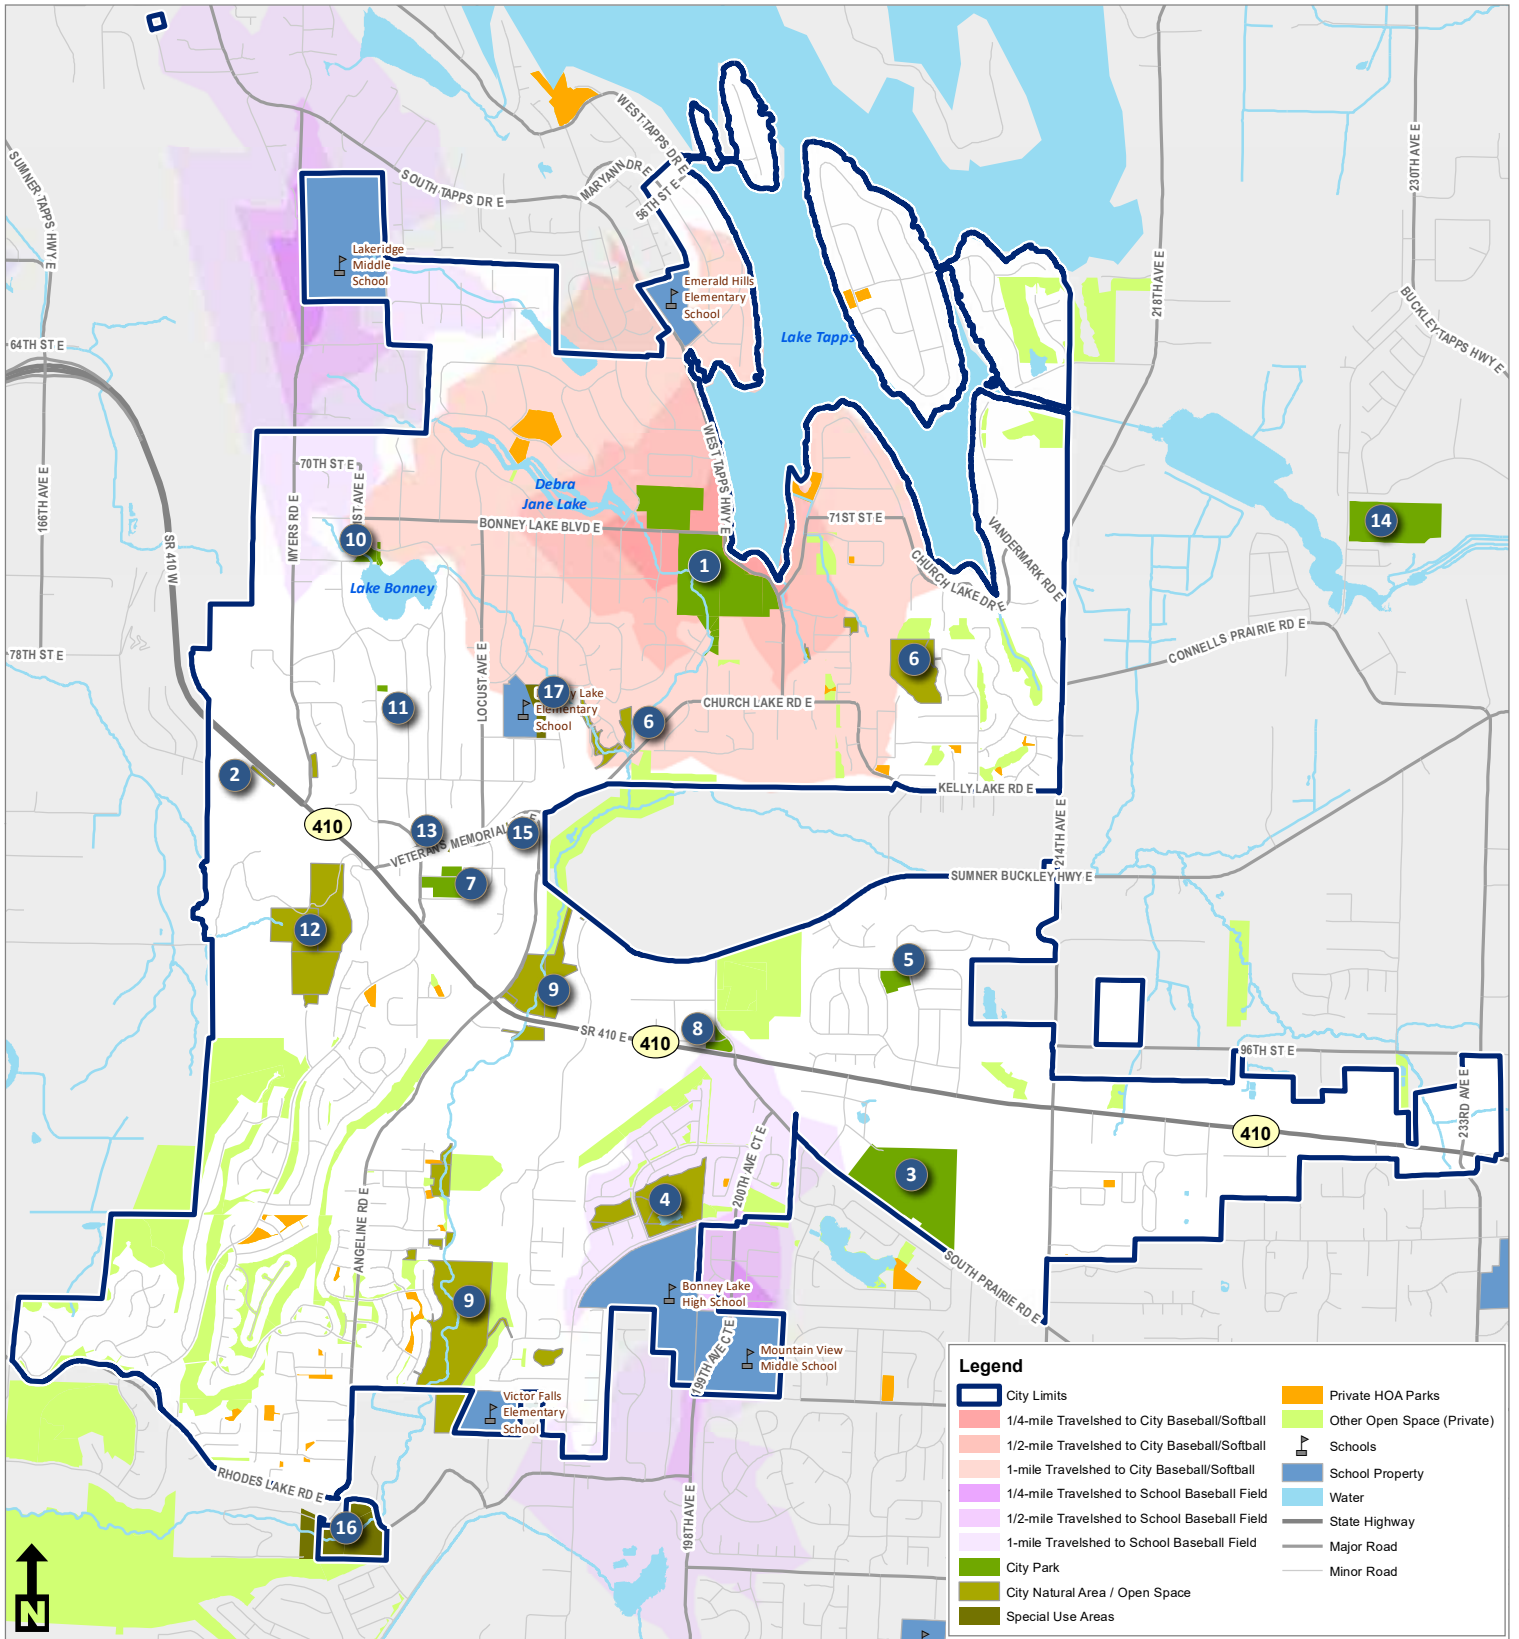 WEST TAPPS DR E
MARYANN DR E
56TH ST E
SOUTH TAPPS DR E
SUMNER TAPPS HWY E
230TH AVE E
218TH AVE E
BUCKLEY TAPPS HWY E
Lakeridge
Middle
School
Emerald Hills
Elementary
School
Lake Tapps
64TH ST E
166TH AVE E
SR 410 W
70TH ST E
MYERS RD E
Debra
Jane Lake
BONNEY LAKE BLVD E
WEST TAPPS HWY E
71ST ST E
VANDERMARK RD E
CHURCH LAKE DR E
14
10
1
Lake Bonney
78TH ST E
CONNELLS PRAIRIE RD E
6
LOCUST AVE E
11
17
Lake
Elementary
School
6
CHURCH LAKE RD E
2
KELLY LAKE RD E
410
13
VETERANS MEMORIAL
15
214TH AVE E
7
SUMNER BUCKLEY HWY E
12
5
9
8
SR 410 E
410
96TH ST E
233RD AVE E
410
200TH AVE CT E
3
4
ANGELINE RD E
SOUTH PRAIRIE RD E
9
Bonney Lake
High School
199TH AVE CT E
Mountain View
Middle School
Victor Falls
Elementary
School
RHODES LAKE RD E
16
198TH AVE E
N
Legend
City Limits
1/4-mile Travelshed to City Baseball/Softball
1/2-mile Travelshed to City Baseball/Softball
1-mile Travelshed to City Baseball/Softball
1/4-mile Travelshed to School Baseball Field
1/2-mile Travelshed to School Baseball Field
1-mile Travelshed to School Baseball Field
City Park
City Natural Area / Open Space
Special Use Areas
Private HOA Parks
Other Open Space (Private)
Schools
School Property
Water
State Highway
Major Road
Minor Road